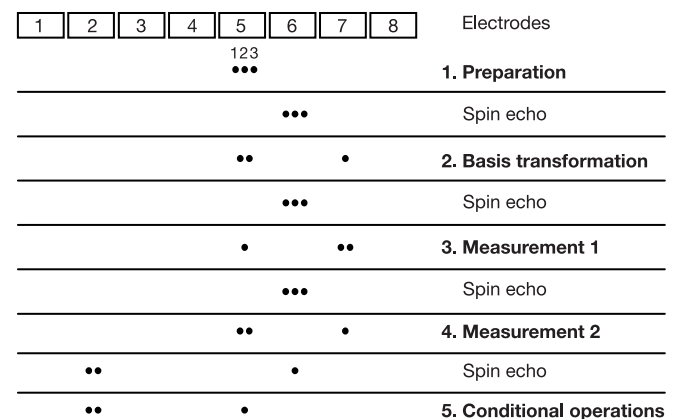 1 2 3 4 5 6 7 8 Electrodes
123
1. Preparation
Spin echo
2. Basis transformation
Spin echo
3. Measurement 1
Spin echo
4. Measurement 2
Spin echo
5. Conditional operations